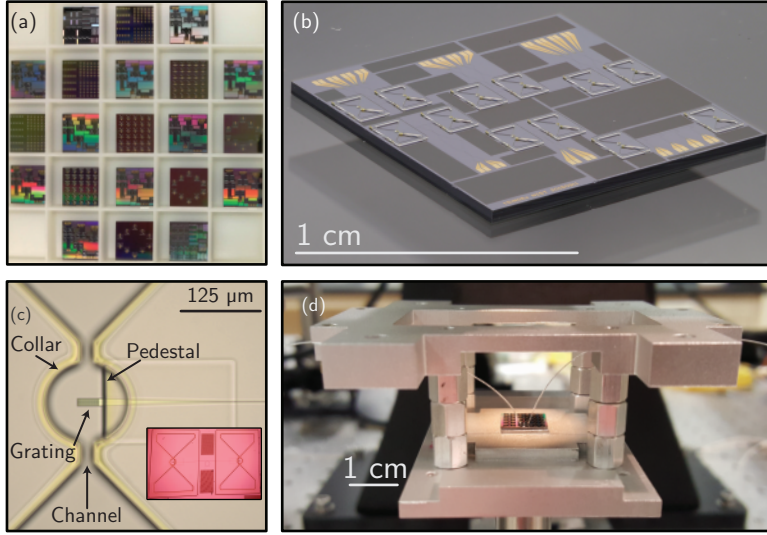 (a)
(b)
1 cm
(c)
125 µm
Collar
Pedestal
Grating
Channel
(d)
1 cm